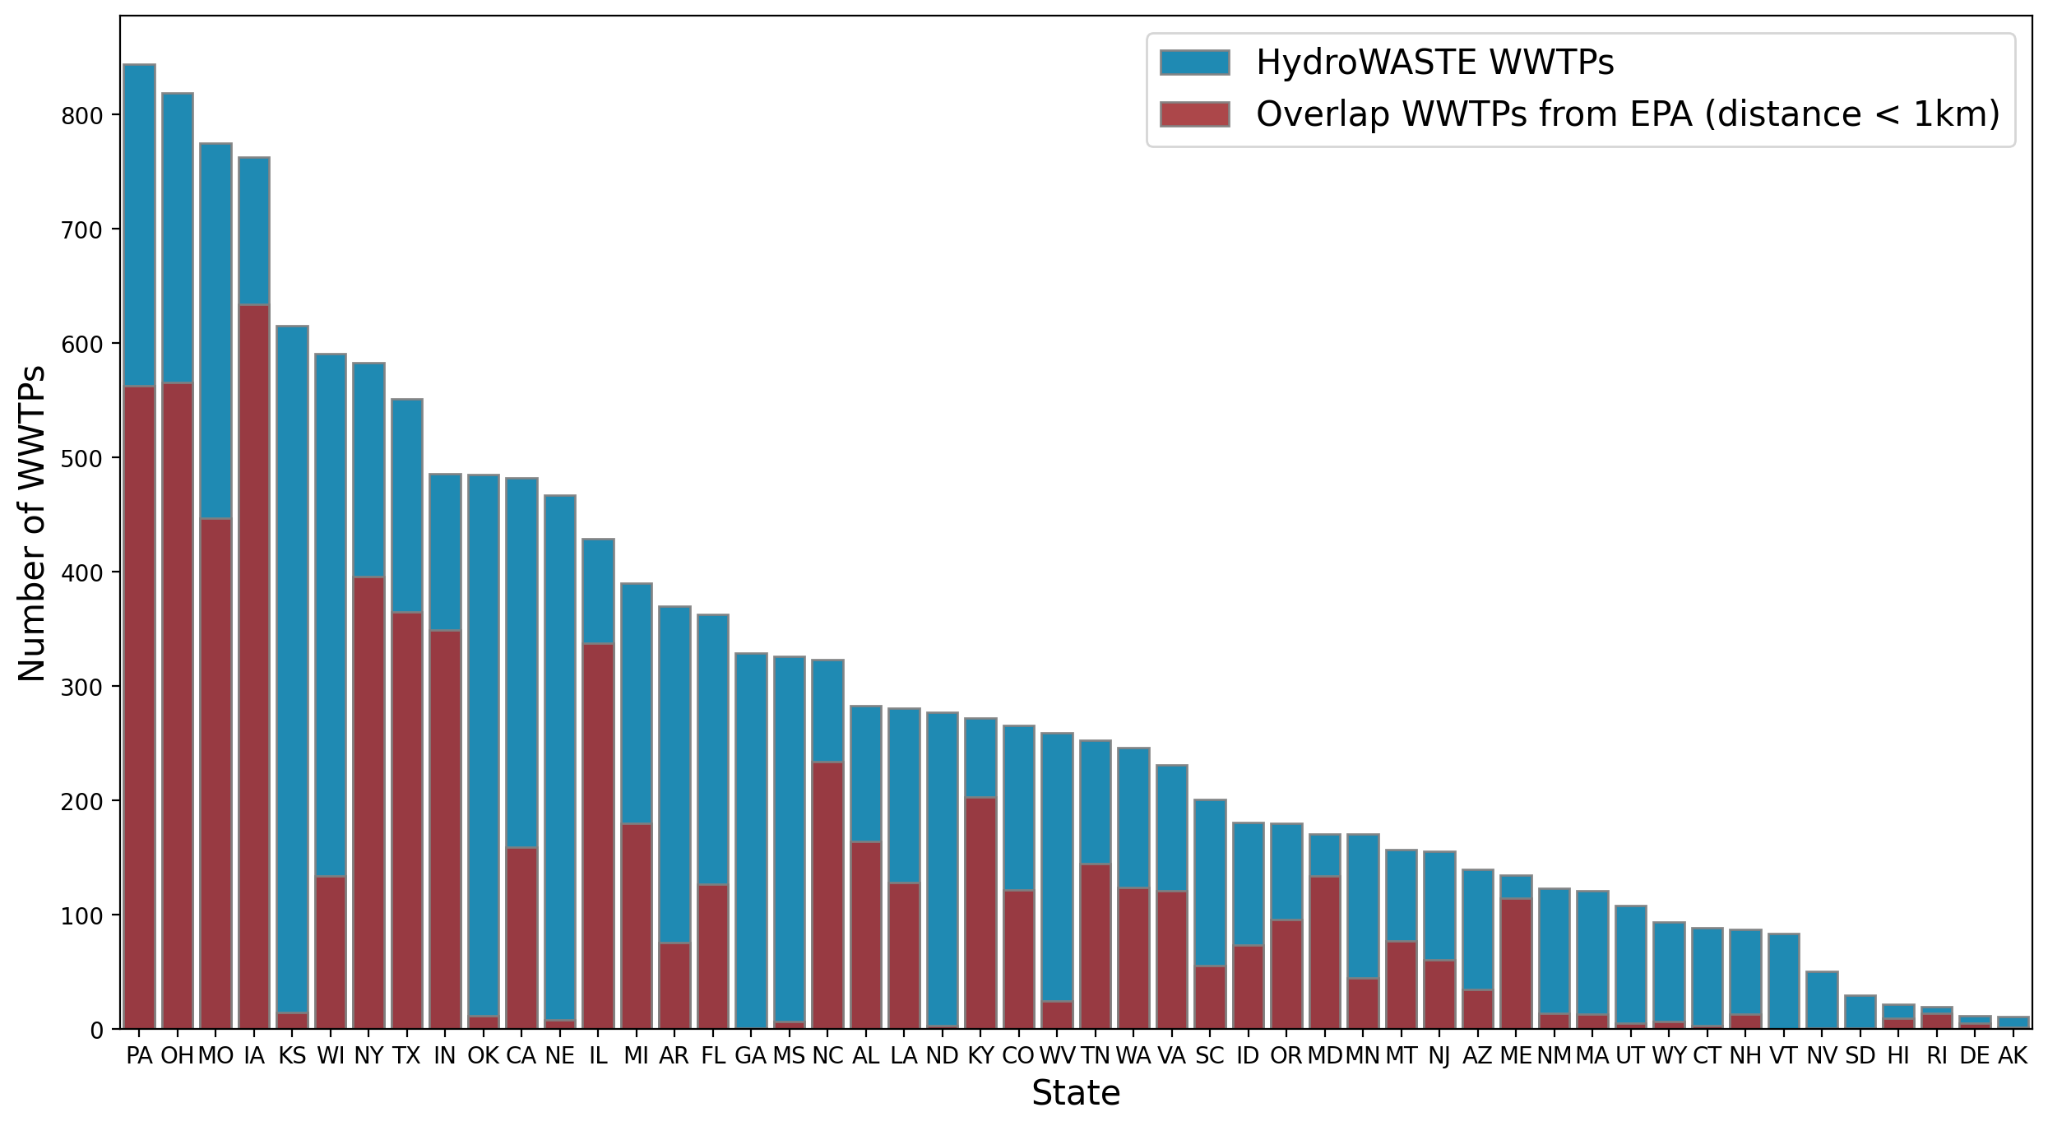 HydroWASTE WWTPs
Overlap WWTPs from EPA (distance < 1km)
Number of WWTPs
800
700
600
500
400
300
200
100
0
PA OH MO IA KS WI NY TX IN OK CA NE IL MI AR FL GA MS NC AL LA ND KY CO WV TN WA VA SC ID OR MD MN MT NJ AZ ME NM MA UT WY CT NH VT NV SD HI RI DE AK
State